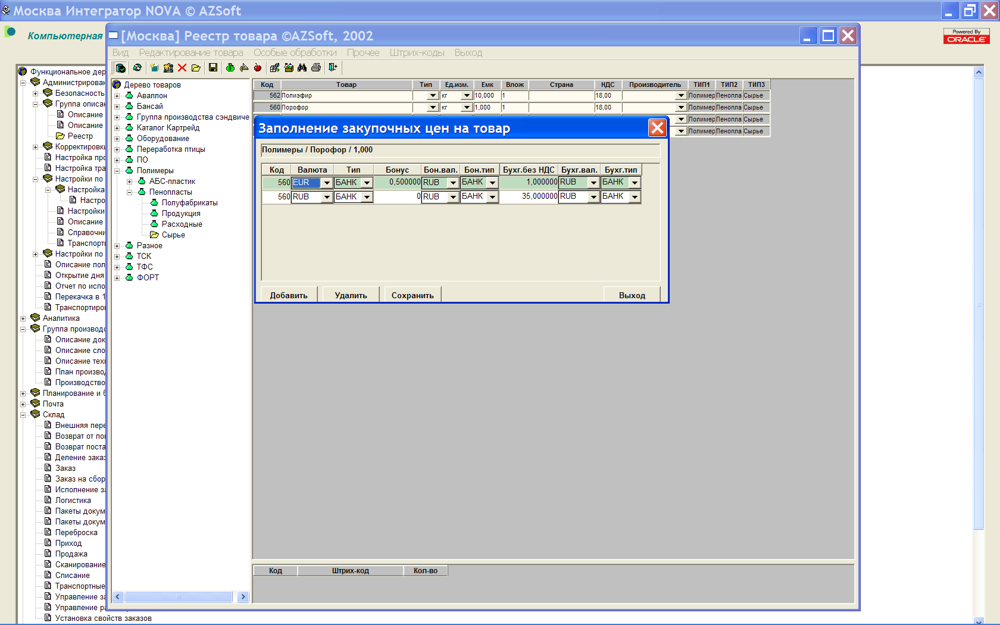 Москва Интегратор NOVA © AZSoft
Компьютерная
Powered By
ORACLE
[Москва] Реестр товара ©AZSoft, 2002
Вид Редактирование товара Особые обработки Прочее Штрих-коды Выход
Функциональное дер
Администрирован
Безопасность
Группа описан
Описание
Описание
Реестр
Корректировки
Настройка про
Настройка тра
Настройки по
Настройка
Настро
Настройки
Описание
Справочни
Транспорт
Настройки по
Описание пол
Открытие дня
Отчет по испо
Перекачка в 1
Транспортиро
Аналитика
Группа производс
Описание док
Описание сло
Описание техн
План производ
Производство
Планирование и б
Почта
Склад
Внешняя пере
Возврат от по
Возврат поста
Деление заказ
Заказ
Заказ на сбор
Исполнение за
Логистика
Пакеты докум
Пакеты докум
Переброска
Приход
Продажа
Сканирование
Списание
Транспортные
Управление за
Управление ра
Установка свойств заказов
Дерево товаров
Аваллон
Бансай
Группа производства сэндвиче
Каталог Картрейд
Оборудование
Переработка птицы
ПО
Полимеры
АБС-пластик
Пенопласты
Полуфабрикаты
Продукция
Расходные
Сырье
Разное
ТСК
ТФС
ФОРТ
Код Товар Тип Ед.изм. Емк Влож Страна НДС Производитель ТИП1 ТИП2 ТИП3
562 Полиэфир кг 10,000 1 18,00 Полимер Пенопла Сырье
560 Порофор кг 1,000 1 18,00 Полимер Пенопла Сырье
Полимер Пенопла Сырье
Полимер Пенопла Сырье
Заполнение закупочных цен на товар
Полимеры / Порофор / 1,000
Код Валюта Тип Бонус Бон.вал. Бон.тип Бухг.без НДС Бухг.вал. Бухг.тип
560 EUR БАНК 0,500000 RUB БАНК 1,000000 RUB БАНК
560 RUB БАНК 0 RUB БАНК 35,000000 RUB БАНК
Добавить Удалить Сохранить Выход
Код Штрих-код Кол-во